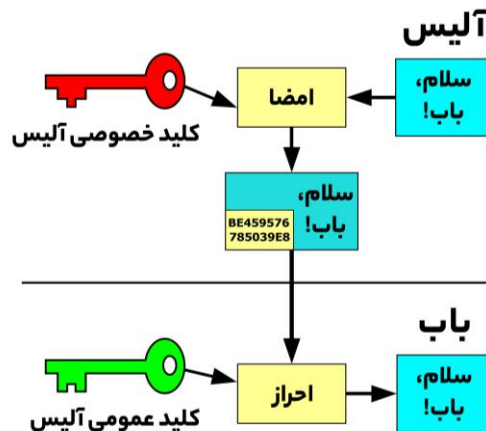 آلیس
سلام،
باب!
امضا
کلید خصوصی آلیس
سلام،
باب!
BE459576
785039E8
باب
احراز
سلام،
باب!
کلید عمومی آلیس